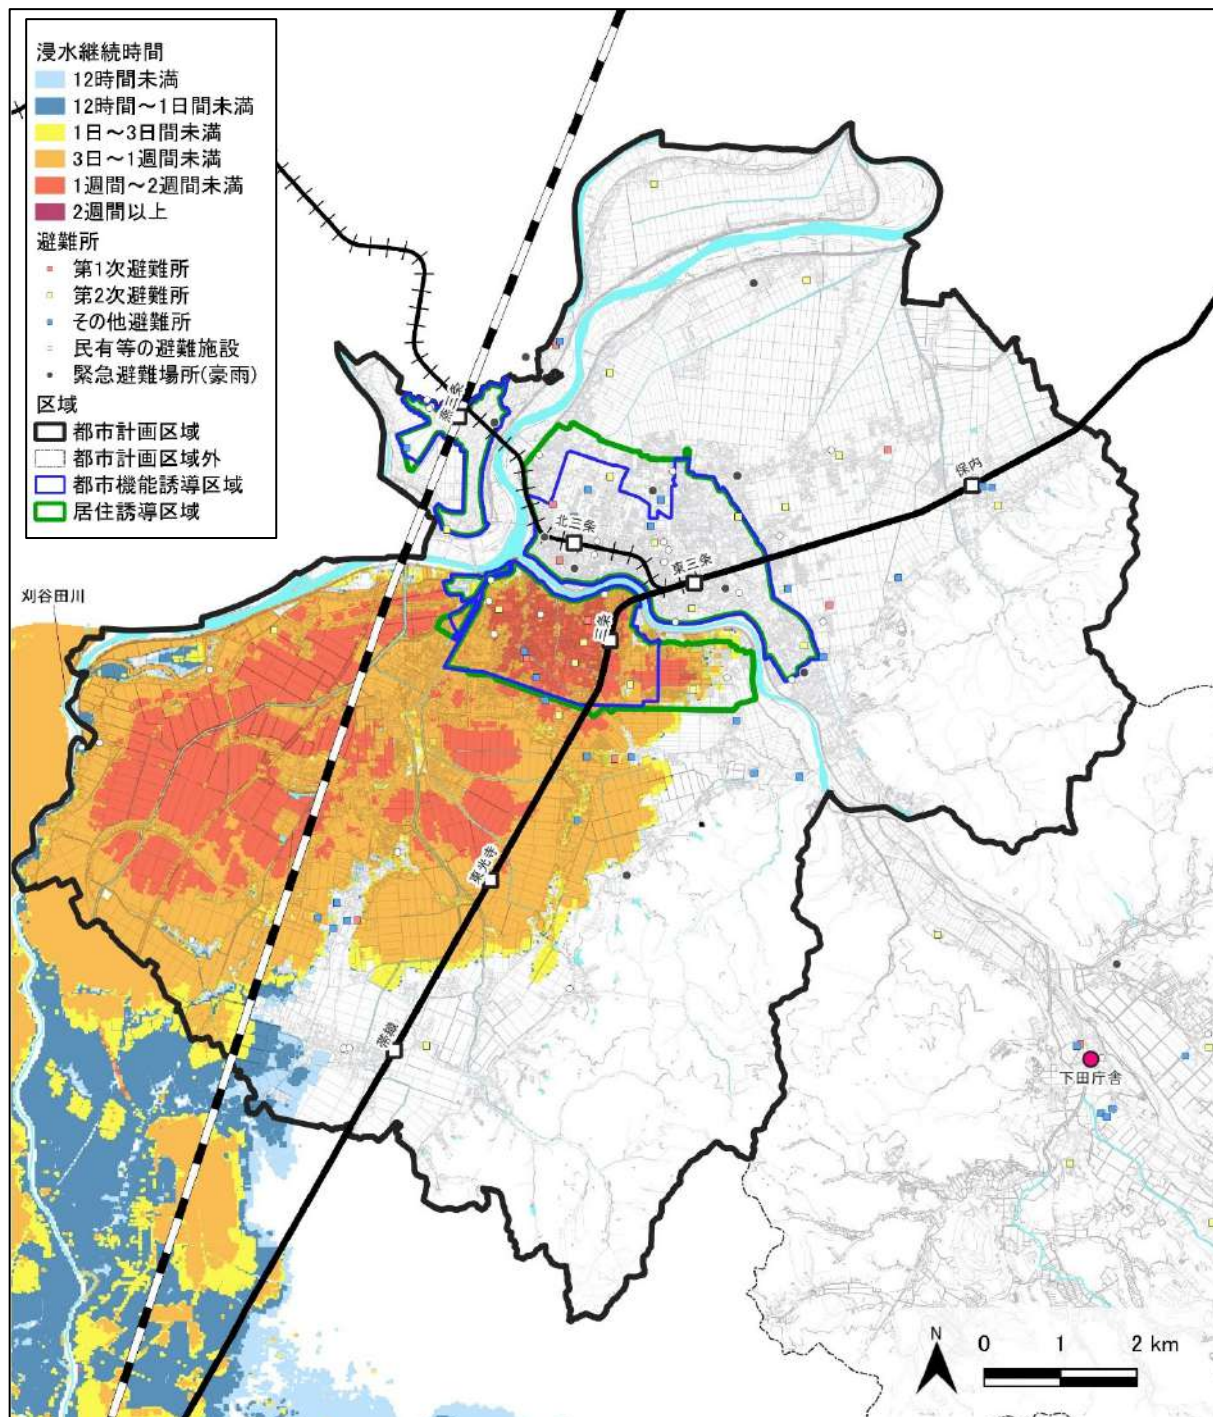 浸水継続時間
12時間未満
12時間～1日間未満
1日～3日間未満
3日～1週間未満
1週間～2週間未満
2週間以上
避難所
第1次避難所
第2次避難所
その他避難所
民有等の避難施設
緊急避難場所(豪雨)
区域
都市計画区域
都市計画区域外
都市機能誘導区域
居住誘導区域
燕三条
保内
北三条
東三条
刈谷田川
三条
東光寺
帯織
下田庁舎
N
0 1 2 km